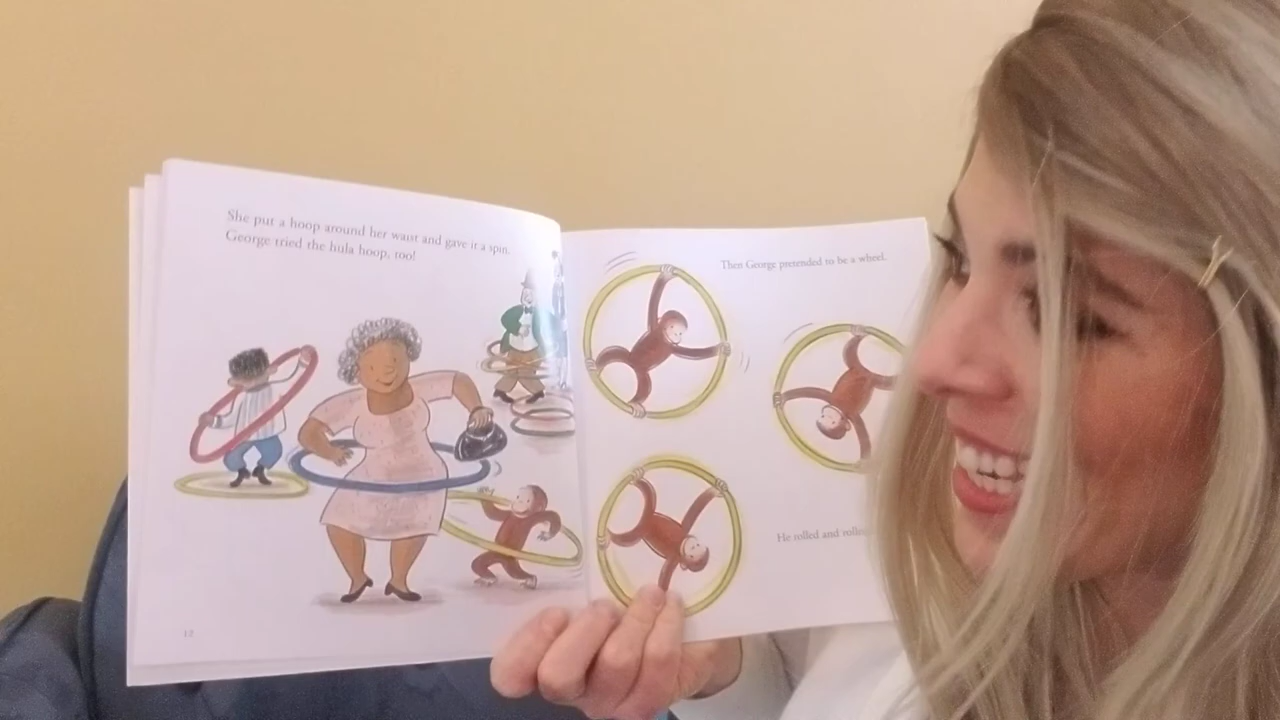 She put a hoop around her waist and gave it a spin.
George tried the hula hoop, too!
12
Then George pretended to be a wheel.
He rolled and rolled